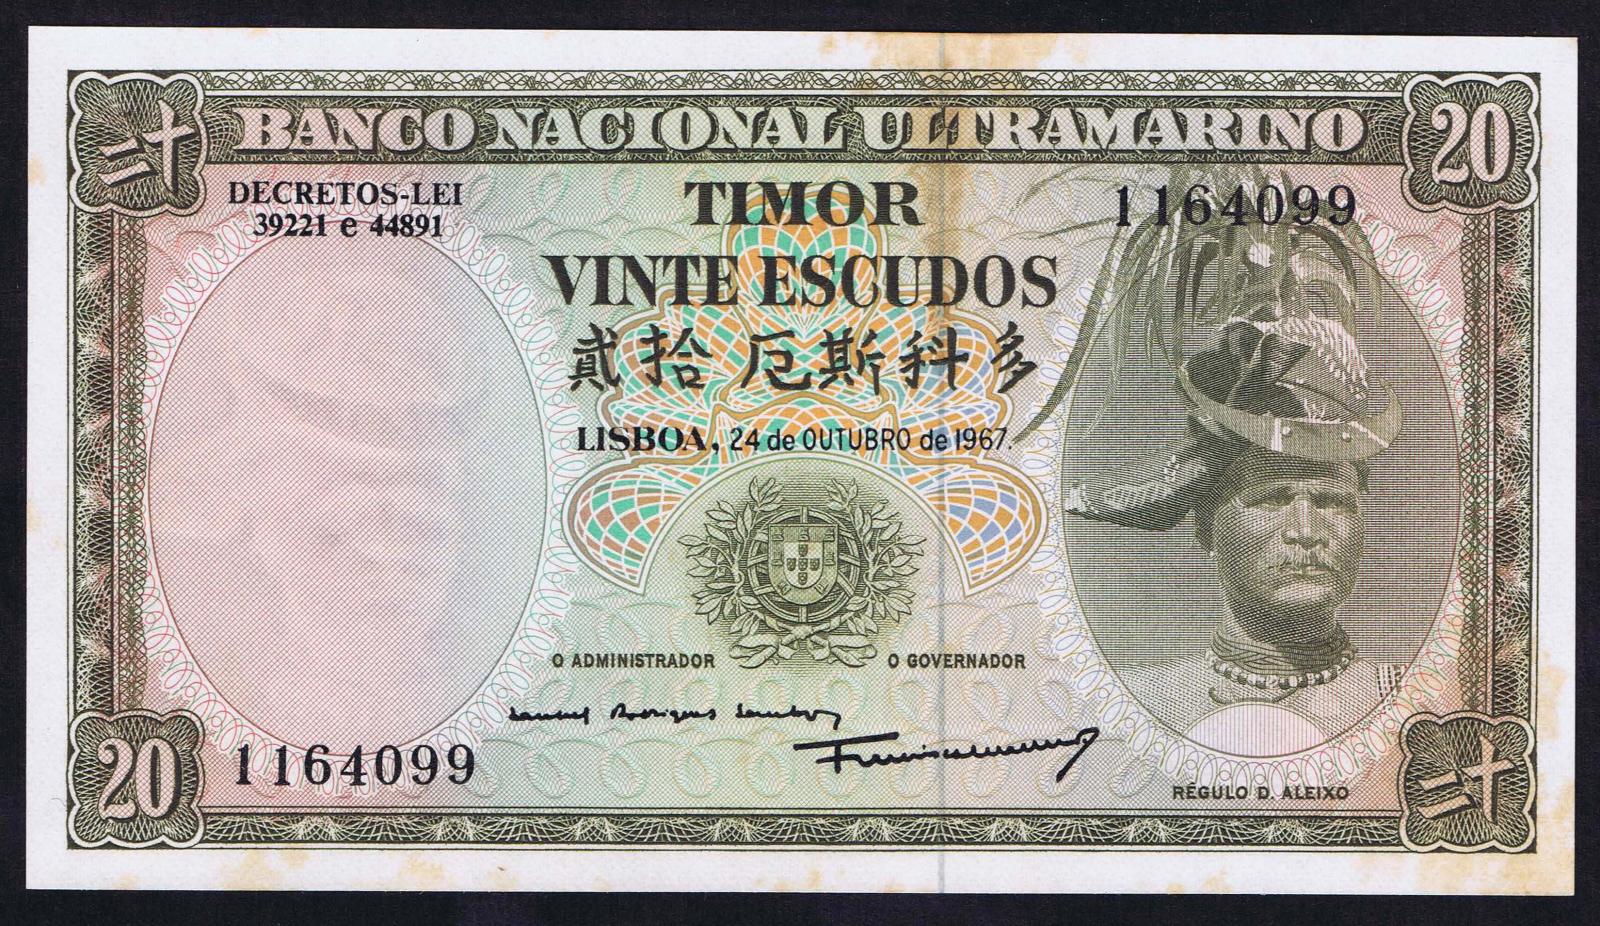 二十 BANCO NACIONAL ULTRAMARINO 20
DECRETOS-LEI
39221 e 44891
TIMOR
1164099
VINTE ESCUDOS
貳拾厄斯科多
LISBOA, 24 de OUTUBRO de 1967.
O ADMINISTRADOR O GOVERNADOR
20 1164099
RÉGULO D. ALEIXO
二十